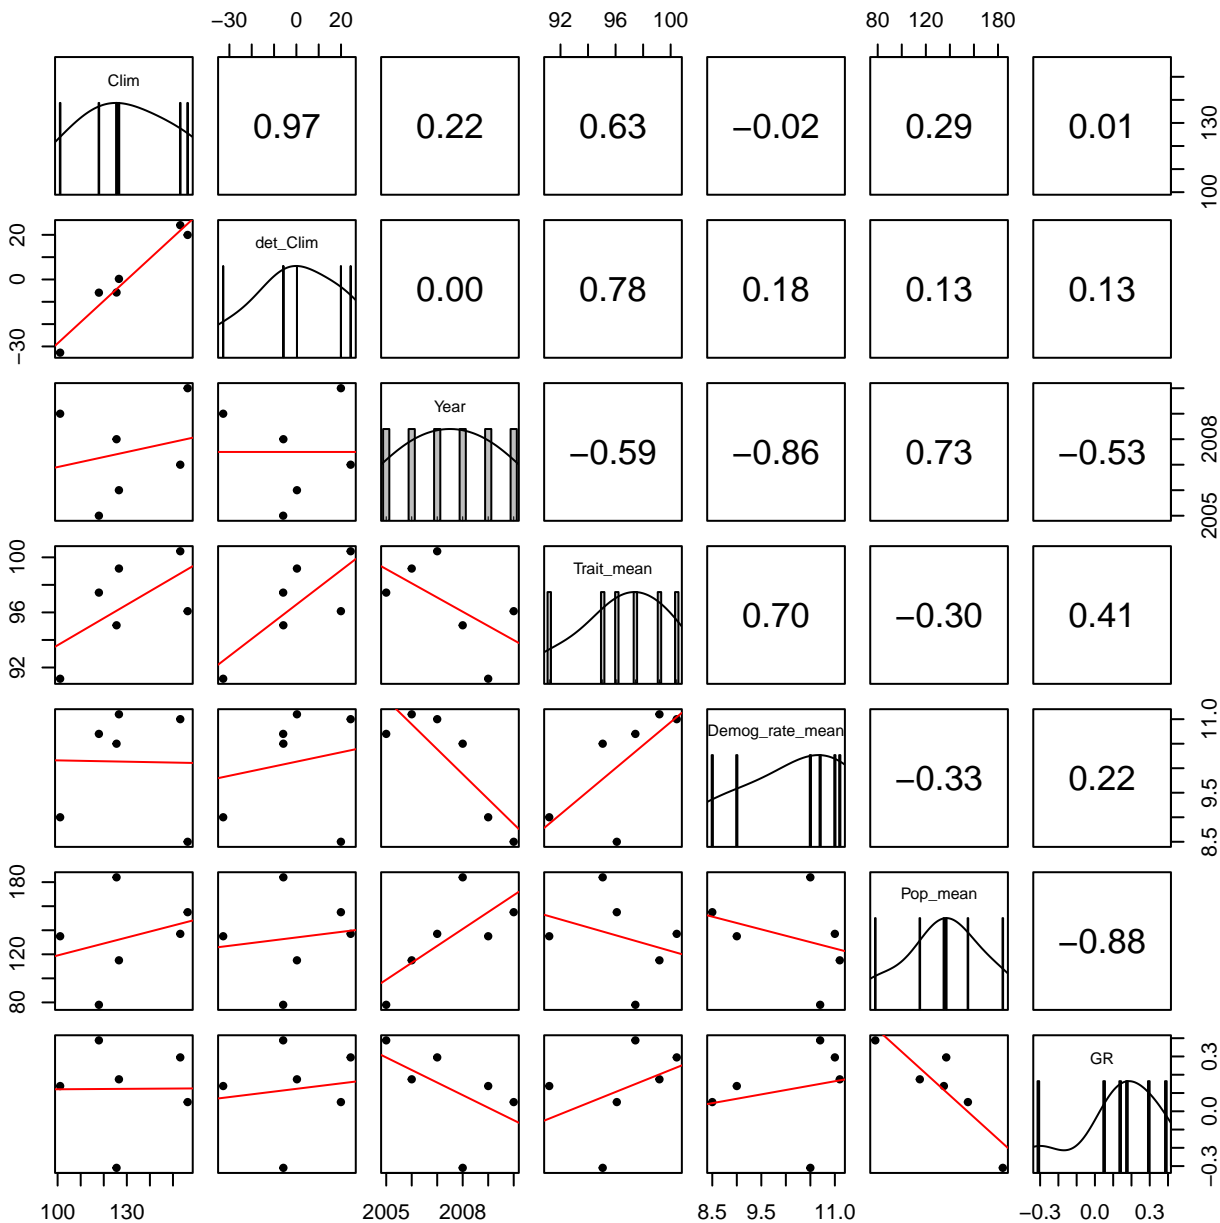 −30 0 20 92 96 100 80 120 180
Clim 0.97 0.22 0.63 −0.02 0.29 0.01 100 130
−30 0 20 det_Clim 0.00 0.78 0.18 0.13 0.13
Year −0.59 −0.86 0.73 −0.53 2005 2008
92 96 100 Trait_mean 0.70 −0.30 0.41
Demog_rate_mean −0.33 0.22 8.5 9.5 11.0
80 120 180 Pop_mean −0.88
GR −0.3 0.0 0.3
100 130 2005 2008 8.5 9.5 11.0 −0.3 0.0 0.3